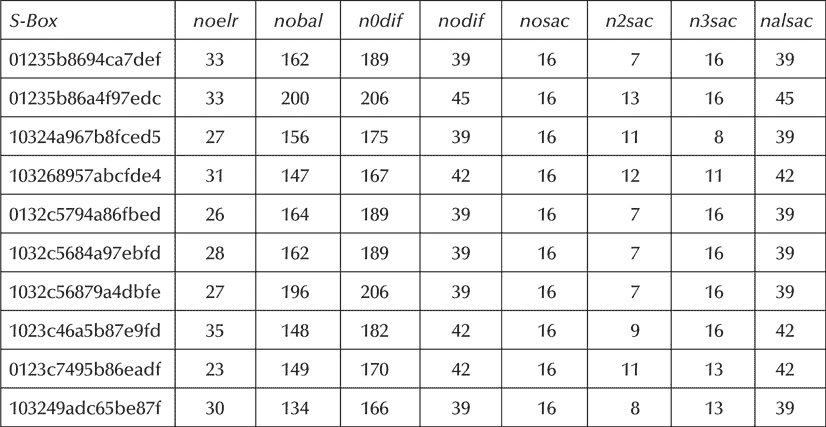 S-Box noelr nobal n0dif nodif nosac n2sac n3sac nalsac
01235b8694ca7def 33 162 189 39 16 7 16 39
01235b86a4f97edc 33 200 206 45 16 13 16 45
10324a967b8fced5 27 156 175 39 16 11 8 39
103268957abcfde4 31 147 167 42 16 12 11 42
0132c5794a86fbed 26 164 189 39 16 7 16 39
1032c5684a97ebfd 28 162 189 39 16 7 16 39
1032c56879a4dbfe 27 196 206 39 16 7 16 39
1023c46a5b87e9fd 35 148 182 42 16 9 16 42
0123c7495b86eadf 23 149 170 42 16 11 13 42
103249adc65be87f 30 134 166 39 16 8 13 39